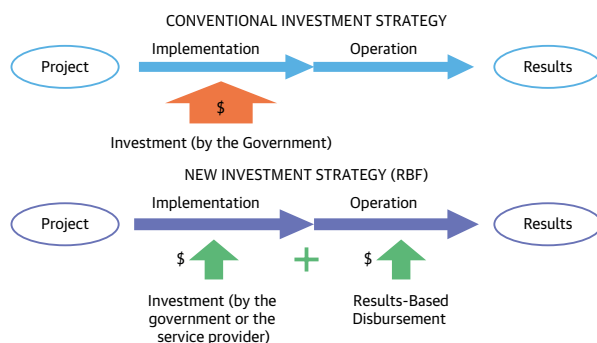 CONVENTIONAL INVESTMENT STRATEGY
Implementation Operation
Project Results
$
Investment (by the Government)
NEW INVESTMENT STRATEGY (RBF)
Implementation Operation
Project Results
$ + $
Investment (by the
government or the
service provider)
Results-Based
Disbursement